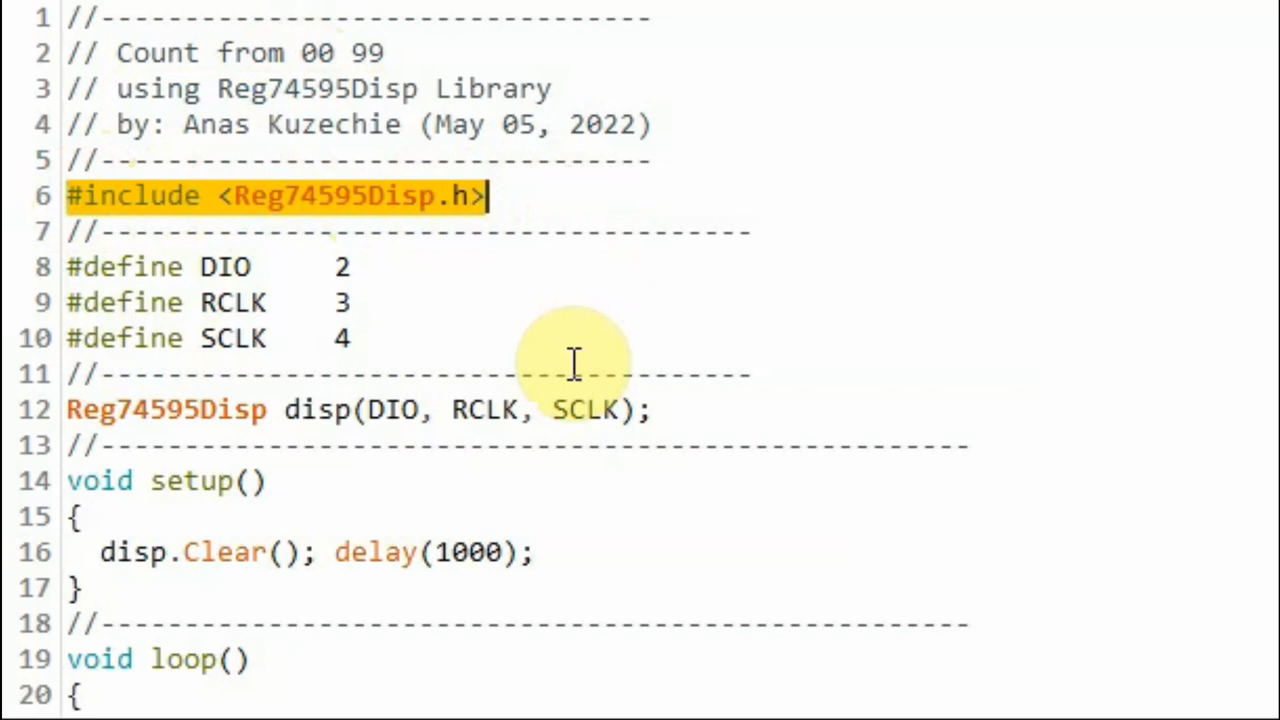 1 //---------------------------------
2 // Count from 00 99
3 // using Reg74595Disp Library
4 // by: Anas Kuzechie (May 05, 2022)
5 //---------------------------------
6 #include <Reg74595Disp.h>
7 //---------------------------------------
8 #define DIO     2
9 #define RCLK    3
10 #define SCLK    4
11 //---------------------------------------
12 Reg74595Disp disp(DIO, RCLK, SCLK);
13 //----------------------------------------------------
14 void setup()
15 {
16   disp.Clear(); delay(1000);
17 }
18 //----------------------------------------------------
19 void loop()
20 {